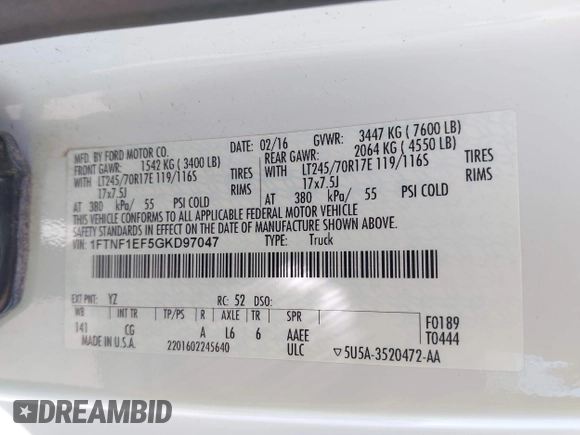 MFD. BY FORD MOTOR CO.
DATE: 02/16 GVWR: 3447 KG ( 7600 LB)
FRONT GAWR: 1542 KG (3400 LB) REAR GAWR: 2064 KG ( 4550 LB)
WITH LT245/70R17E 119/116S TIRES WITH LT245/70R17E 119/116S TIRES
17x7.5J RIMS 17x7.5J RIMS
AT 380 kPa/ 55 PSI COLD AT 380 kPa/ 55 PSI COLD
THIS VEHICLE CONFORMS TO ALL APPLICABLE FEDERAL MOTOR VEHICLE
SAFETY STANDARDS IN EFFECT ON THE DATE OF MANUFACTURE SHOWN ABOVE.
VIN: 1FTNF1EF5GKD97047 TYPE: Truck
EXT PNT: YZ RC: 52 DSO:
WB INT TR TP/PS R AXLE TR SPR F0189
141 CG A L6 6 AAEE T0444
MADE IN U.S.A. 2201602245640 ULC ▽5U5A-3520472-AA
DREAMBID